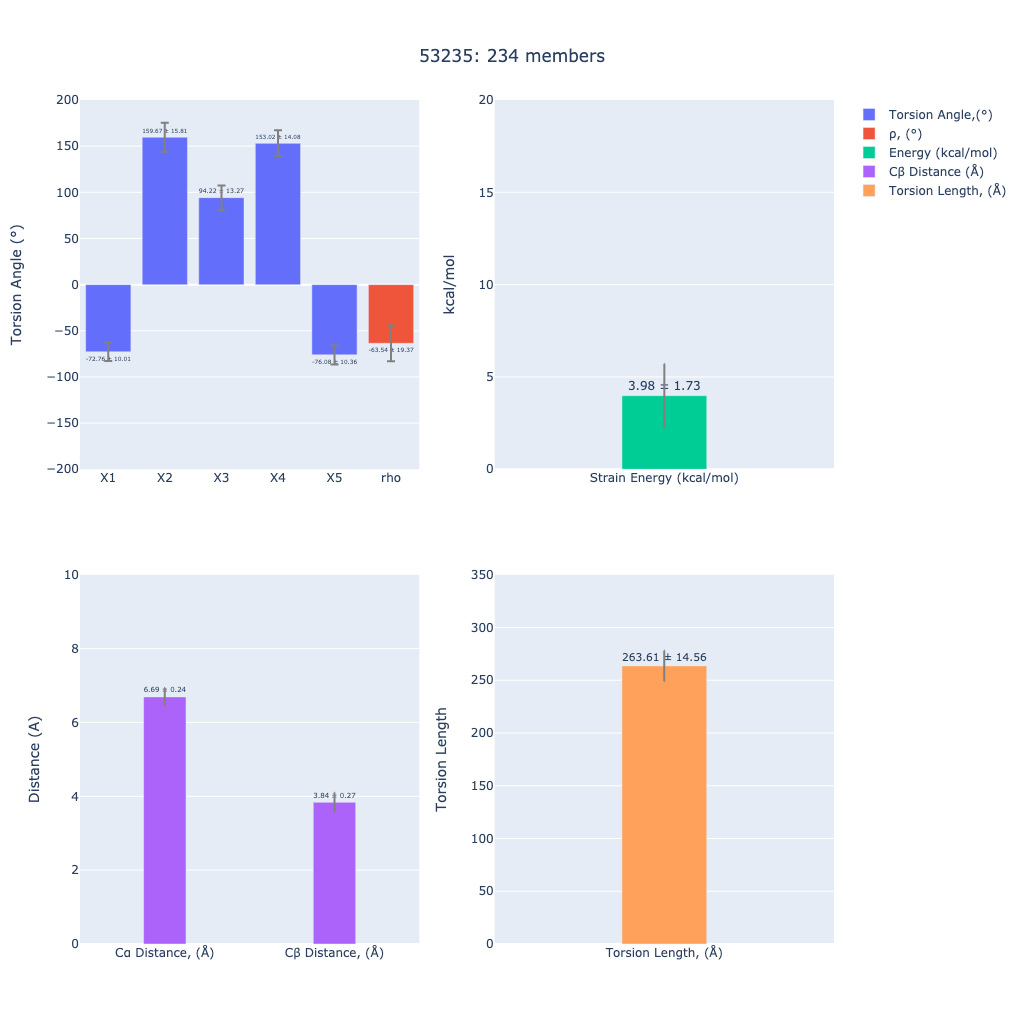 53235: 234 members
200
150
100
50
0
−50
−100
−150
−200
Torsion Angle (°)
159.67 ± 15.81
153.02 ± 14.08
94.22 ± 13.27
-72.76 ± 10.01
-76.08 ± 10.36
-63.54 ± 19.37
X1 X2 X3 X4 X5 rho
20
15
10
5
0
kcal/mol
3.98 ± 1.73
Strain Energy (kcal/mol)
Torsion Angle,(°)
ρ, (°)
Energy (kcal/mol)
Cβ Distance (Å)
Torsion Length, (Å)
10
8
6
4
2
0
Distance (A)
6.69 ± 0.24
3.84 ± 0.27
Cα Distance, (Å) Cβ Distance, (Å)
350
300
250
200
150
100
50
0
Torsion Length
263.61 ± 14.56
Torsion Length, (Å)